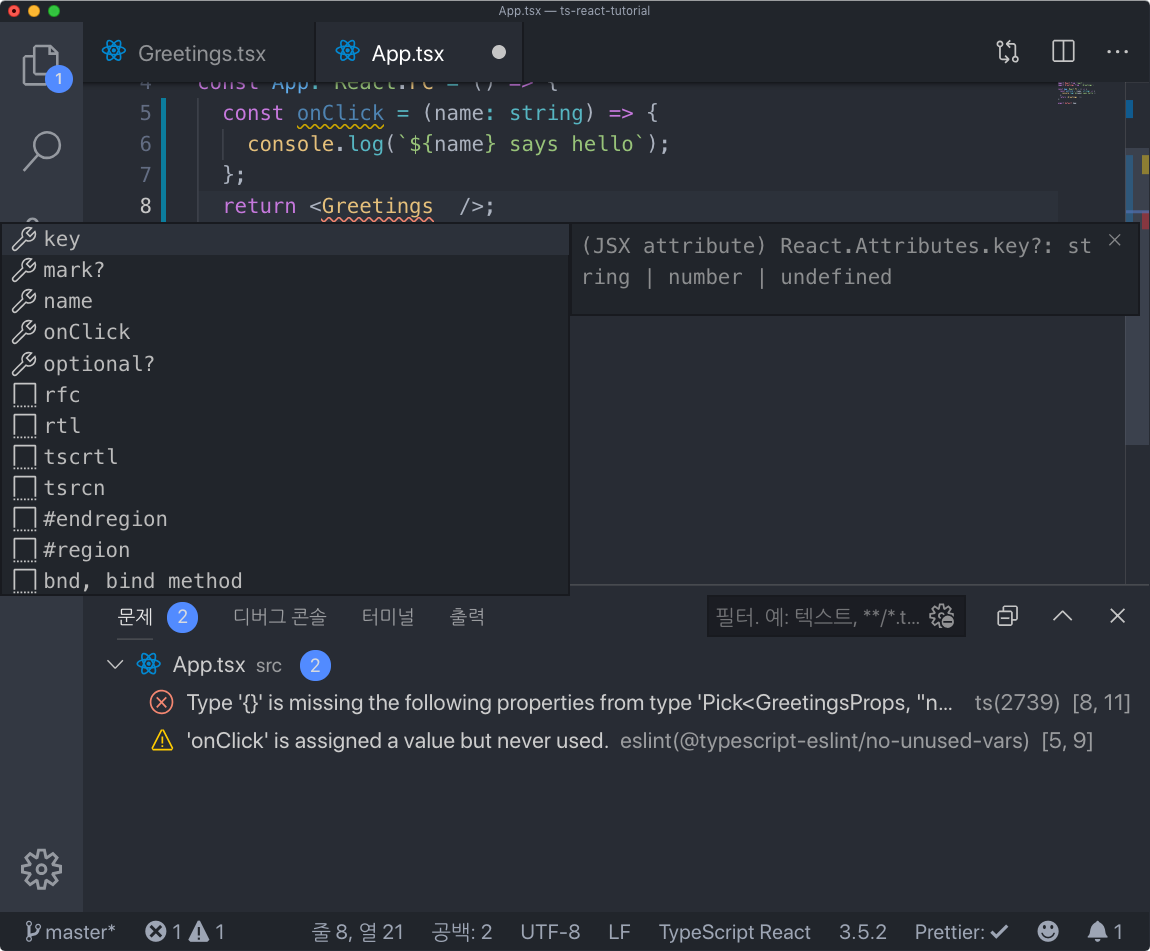 App.tsx — ts-react-tutorial
Greetings.tsx
App.tsx
1
4 const App: React.FC = () => {
5 const onClick = (name: string) => {
6 console.log(`${name} says hello`);
7 };
8 return <Greetings />;
key
mark?
name
onClick
optional?
rfc
rtl
tscrtl
tsrcn
#endregion
#region
bnd, bind method
(JSX attribute) React.Attributes.key?: st
ring | number | undefined
문제 2 디버그 콘솔 터미널 출력 필터. 예: 텍스트, **/*.t...
App.tsx src 2
Type '{}' is missing the following properties from type 'Pick<GreetingsProps, "n... ts(2739) [8, 11]
'onClick' is assigned a value but never used. eslint(@typescript-eslint/no-unused-vars) [5, 9]
master* 1 1 줄 8, 열 21 공백: 2 UTF-8 LF TypeScript React 3.5.2 Prettier: 1